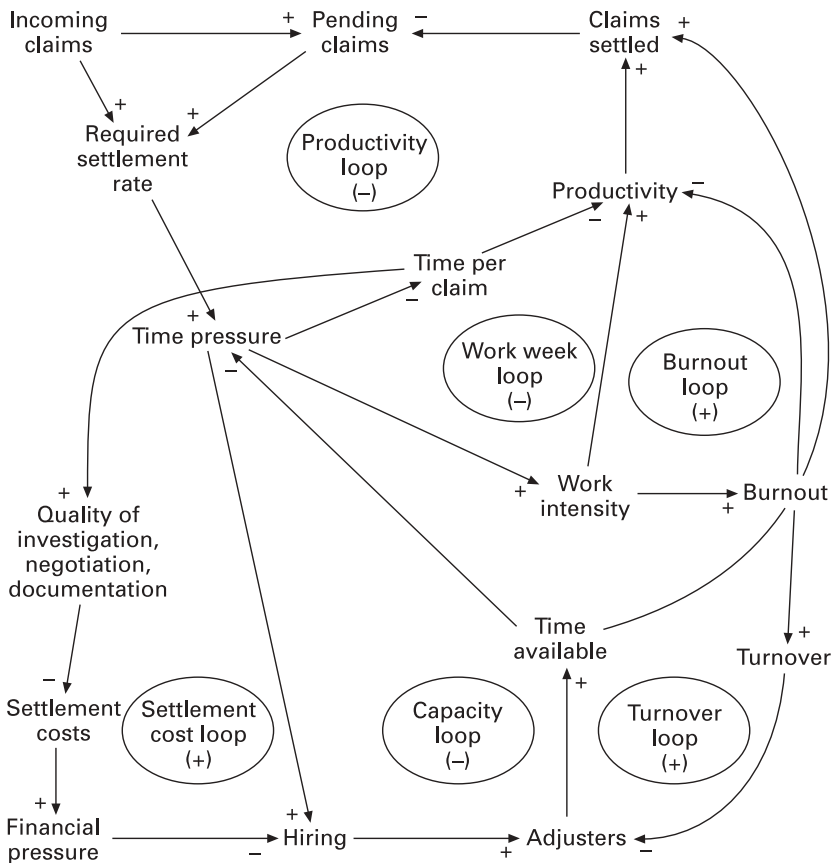 Incoming
claims
+
Pending
claims
−
Claims
settled
+
+
+
+
Required
settlement
rate
Productivity
loop
(−)
Productivity
−
−
+
Time per
claim
−
+
Time pressure
−
Work week
loop
(−)
Burnout
loop
(+)
+
Work
intensity
+
Burnout
+
Quality of
investigation,
negotiation,
documentation
Time
available
+
+
Turnover
−
Settlement
costs
Settlement
cost loop
(+)
Capacity
loop
(−)
Turnover
loop
(+)
+
Financial
pressure
−
+
Hiring
+
Adjusters
−